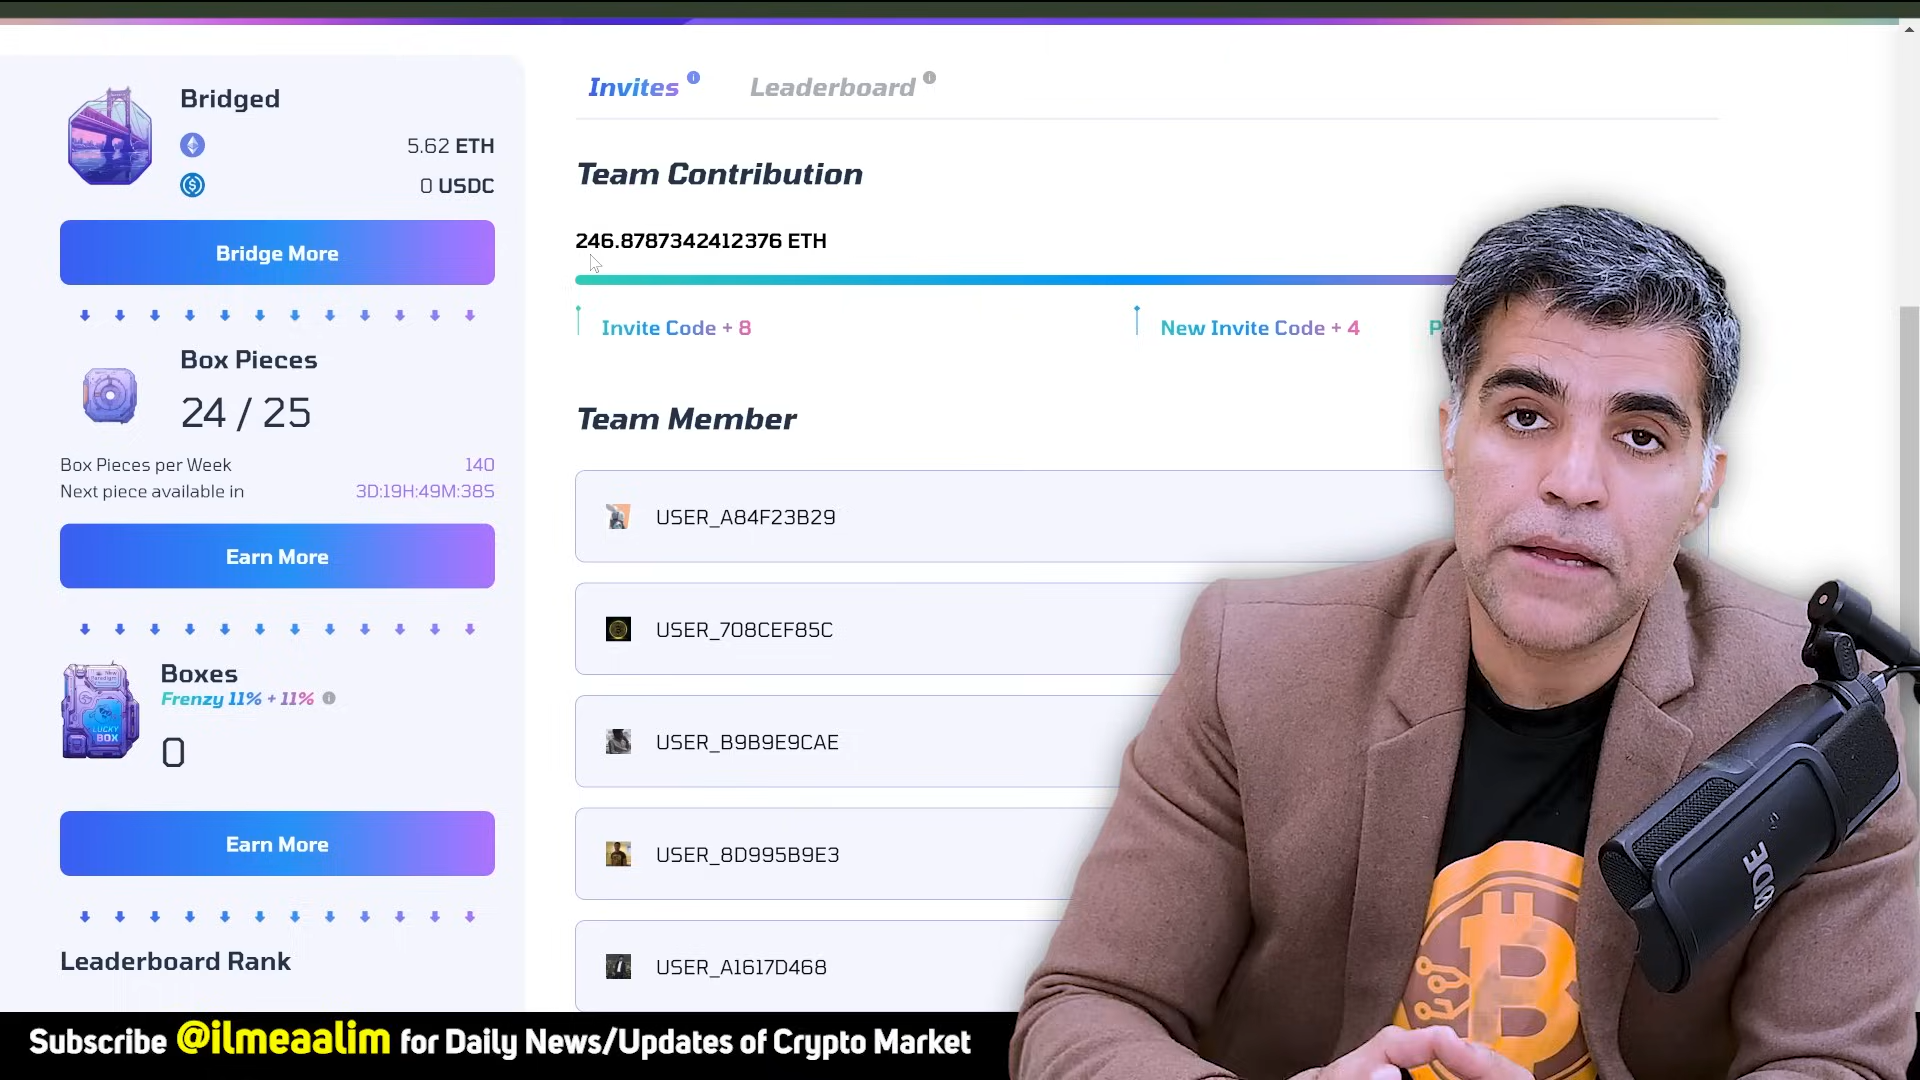 Bridged
5.62 ETH
0 USDC
Bridge More
Box Pieces
24 / 25
Box Pieces per Week 140
Next piece available in 3D:19H:49M:38S
Earn More
Boxes
Frenzy 11% + 11%
0
Earn More
Leaderboard Rank
Invites
Leaderboard
Team Contribution
246.8787342412376 ETH
Invite Code + 8
New Invite Code + 4
P
Team Member
USER_A84F23B29
USER_708CEF85C
USER_B9B9E9CAE
USER_8D995B9E3
USER_A1617D468
LUCKY
BOX
Subscribe @ilmeaalim for Daily News/Updates of Crypto Market